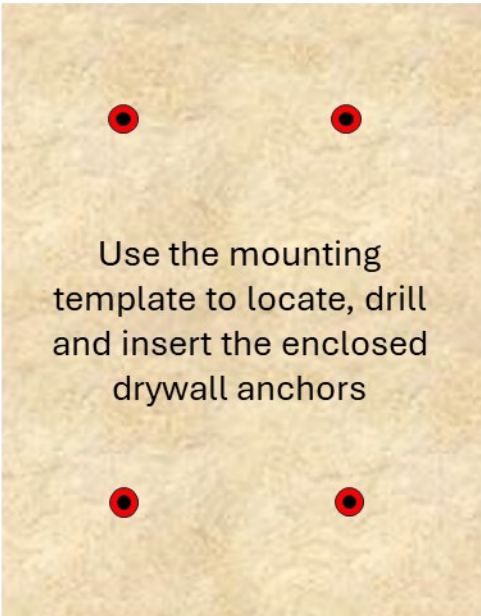 Use the mounting
template to locate, drill
and insert the enclosed
drywall anchors